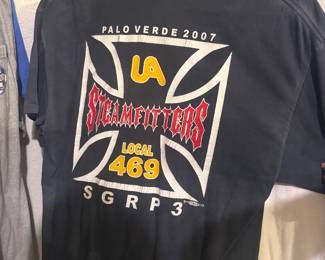 PALO VERDE 2007
UA
STEAMFITTERS
LOCAL
469
SGRP3